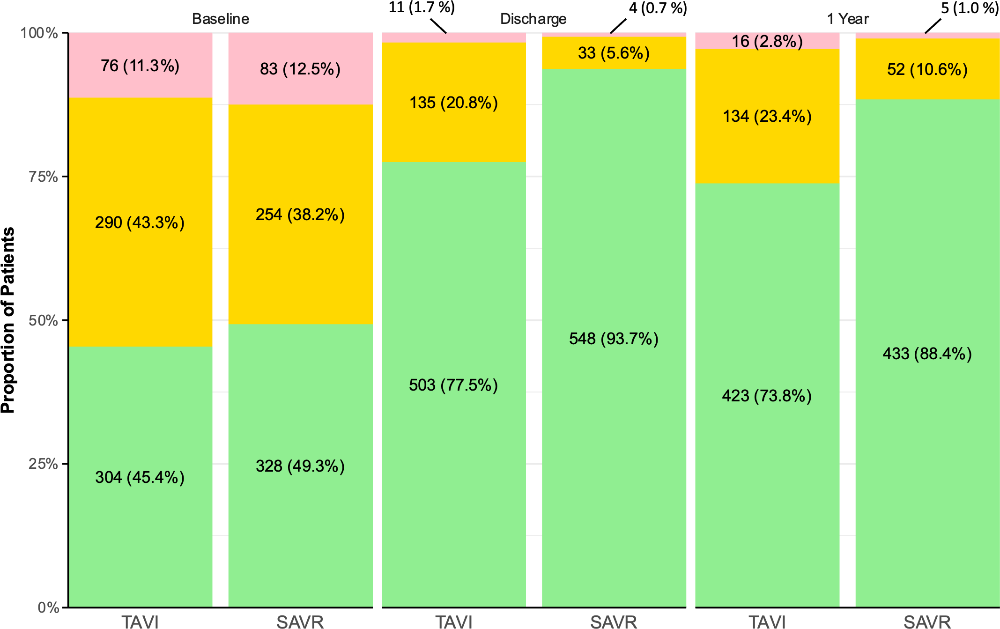 11 (1.7 %)
4 (0.7 %)
5 (1.0 %)
Baseline
Discharge
1 Year
100%
75%
50%
25%
0%
Proportion of Patients
76 (11.3%)
290 (43.3%)
304 (45.4%)
83 (12.5%)
254 (38.2%)
328 (49.3%)
135 (20.8%)
503 (77.5%)
33 (5.6%)
548 (93.7%)
16 (2.8%)
134 (23.4%)
423 (73.8%)
52 (10.6%)
433 (88.4%)
TAVI
SAVR
TAVI
SAVR
TAVI
SAVR